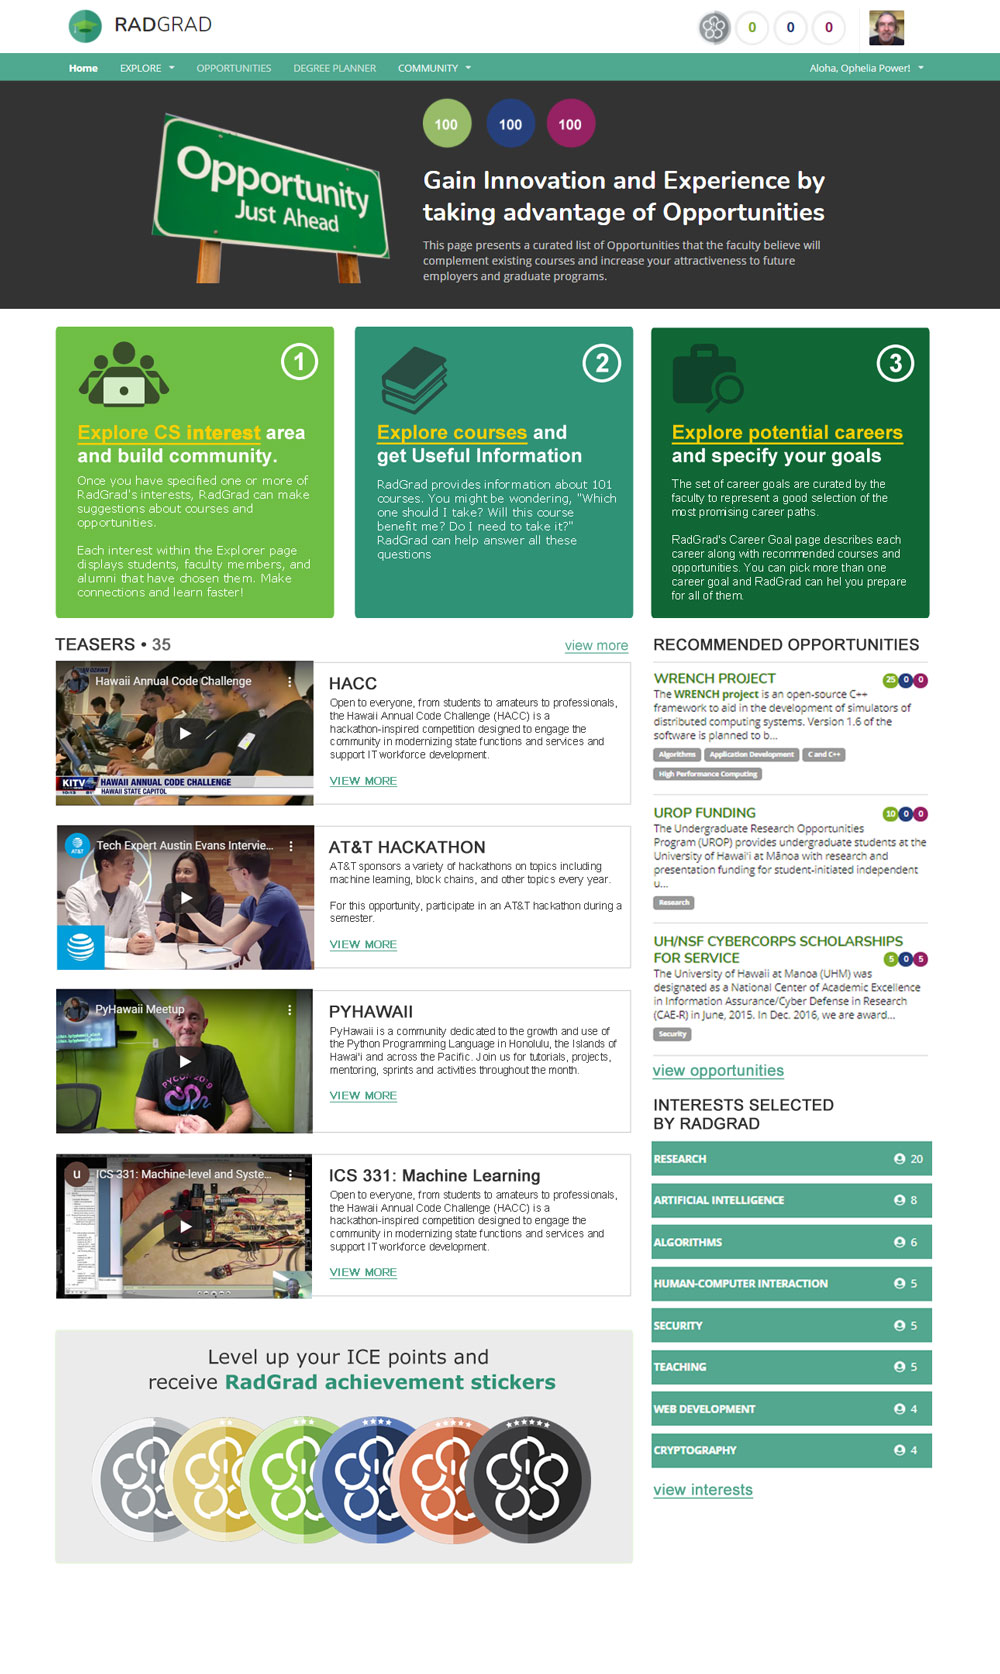 RADGRAD
0 0 0
Home EXPLORE OPPORTUNITIES DEGREE PLANNER COMMUNITY Aloha, Ophelia Power!
100 100 100
Opportunity
Just Ahead
Gain Innovation and Experience by
taking advantage of Opportunities
This page presents a curated list of Opportunities that the faculty believe will
complement existing courses and increase your attractiveness to future
employers and graduate programs.
1
Explore CS interest area
and build community.
Once you have specified one or more of
RadGrad's interests, RadGrad can make
suggestions about courses and
opportunities.
Each interest within the Explorer page
displays students, faculty members, and
alumni that have chosen them. Make
connections and learn faster!
2
Explore courses and
get Useful Information
RadGrad provides information about 101
courses. You might be wondering, "Which
one should I take? Will this course
benefit me? Do I need to take it?"
RadGrad can help answer all these
questions
3
Explore potential careers
and specify your goals
The set of career goals are curated by the
faculty to represent a good selection of the
most promising career paths.
RadGrad's Career Goal page describes each
career along with recommended courses and
opportunities. You can pick more than one
career goal and RadGrad can hel you prepare
for all of them.
TEASERS • 35
view more
Hawaii Annual Code Challenge
KITV
HAWAII ANNUAL CODE CHALLENGE
HAWAII STATE CAPITOL
HACC
Open to everyone, from students to amateurs to professionals,
the Hawaii Annual Code Challenge (HACC) is a
hackathon-inspired competition designed to engage the
community in modernizing state functions and services and
support IT workforce development.
VIEW MORE
AT&T
Tech Expert Austin Evans Intervie...
AT&T HACKATHON
AT&T sponsors a variety of hackathons on topics including
machine learning, block chains, and other topics every year.
For this opportunity, participate in an AT&T hackathon during a
semester.
VIEW MORE
PyHawaii Meetup
PYCON 2019
PYHAWAII
PyHawaii is a community dedicated to the growth and use of
the Python Programming Language in Honolulu, the Islands of
Hawai'i and across the Pacific. Join us for tutorials, projects,
mentoring, sprints and activities throughout the month.
VIEW MORE
u
ICS 331: Machine-level and Syste...
ICS 331: Machine Learning
Open to everyone, from students to amateurs to professionals,
the Hawaii Annual Code Challenge (HACC) is a
hackathon-inspired competition designed to engage the
community in modernizing state functions and services and
support IT workforce development.
VIEW MORE
Level up your ICE points and
receive RadGrad achievement stickers
RECOMMENDED OPPORTUNITIES
WRENCH PROJECT 25 0 0
The WRENCH project is an open-source C++
framework to aid in the development of simulators of
distributed computing systems. Version 1.6 of the
software is planned to b...
Algorithms Application Development C and C++
High Performance Computing
UROP FUNDING 10 0 0
The Undergraduate Research Opportunities
Program (UROP) provides undergraduate students at the
University of Hawai'i at Mānoa with research and
presentation funding for student-initiated independent
u...
Research
UH/NSF CYBERCORPS SCHOLARSHIPS
FOR SERVICE 5 0 5
The University of Hawaii at Manoa (UHM) was
designated as a National Center of Academic Excellence
in Information Assurance/Cyber Defense in Research
(CAE-R) in June, 2015. In Dec. 2016, we are award...
Security
view opportunities
INTERESTS SELECTED
BY RADGRAD
RESEARCH 20
ARTIFICIAL INTELLIGENCE 8
ALGORITHMS 6
HUMAN-COMPUTER INTERACTION 5
SECURITY 5
TEACHING 5
WEB DEVELOPMENT 4
CRYPTOGRAPHY 4
view interests